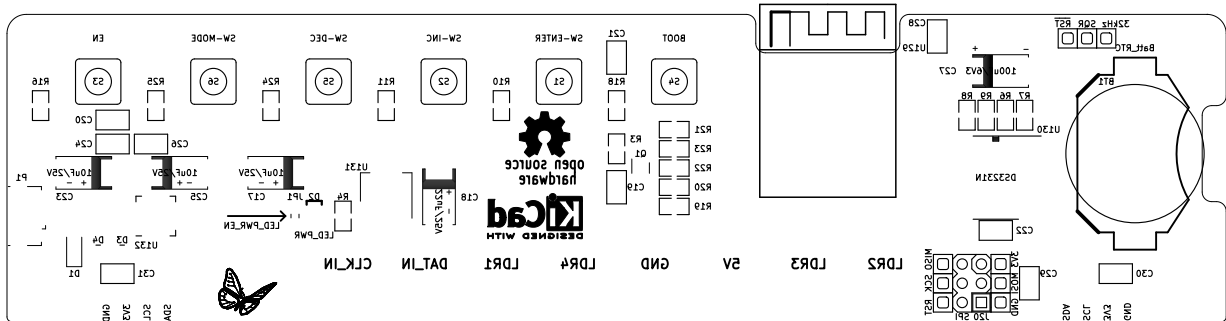 EN
SW-MODE
SW-DEC
SW-INC
SW-ENTER
BOOT
C21
C28
U129
RST SQR 32kHz
Batt_RTC
+ -
C27 100u/6V3
BT1
R16
S3
R25
S6
R24
S5
R11
S2
R10
S1
R18
S4
R8 R9 R6 R7
C20
R21
U130
C24
C26
R3
R23
open source
hardware
Q1
U131
P1
10uF/25V
10uF/25V
10uF/25V
R22
DS3231N
C23
C25
C17
JP1
D2
R4
C18
22uF/25V
C19
R20
KiCad
R19
LED_PWR_EN
LED_PWR
DESIGNED WITH
C22
D4 D3 U132
D1
C31
CLK_IN
DAT_IN
LDR1
LDR4
GND
5V
LDR3
LDR2
MISO
SCK
RST
3V3
MOSI
GND
J20 SPI
C29
C30
GND
3V3
SCL
SDA
SDA
SCL
3V3
GND